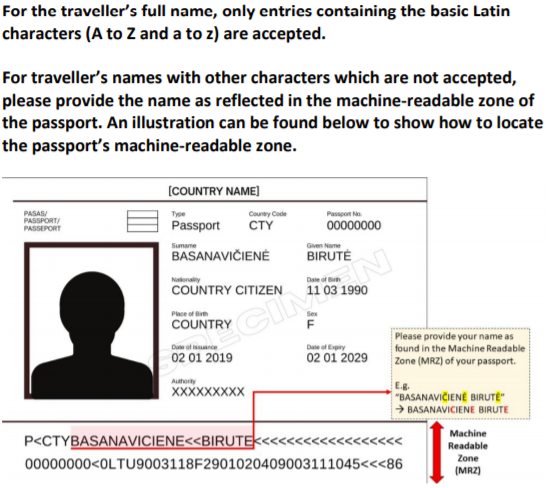 For the traveller’s full name, only entries containing the basic Latin
characters (A to Z and a to z) are accepted.
For traveller’s names with other characters which are not accepted,
please provide the name as reflected in the machine-readable zone of
the passport. An illustration can be found below to show how to locate
the passport’s machine-readable zone.
[COUNTRY NAME]
PASAS/
PASSPORT/
PASSEPORT
Type
Country Code
Passport No.
Passport
CTY
00000000
Surname
Given Name
BASANAVIČIENĖ
BIRUTĖ
Nationality
Date of Birth
COUNTRY CITIZEN
11 03 1990
Place of Birth
Sex
COUNTRY
F
Date of Issuance
Date of Expiry
02 01 2019
02 01 2029
Authority
XXXXXXXXX
SPECIMEN
Please provide your name as
found in the Machine Readable
Zone (MRZ) of your passport.
E.g.
“BASANAVIČIENĖ BIRUTĖ”
→ BASANAVICIENE BIRUTE
P<CTYBASANAVICIENE<<BIRUTE<<<<<<<<<<<<<<<<<<
00000000<0LTU9003118F2901020409003111045<<<86
Machine
Readable
Zone
(MRZ)